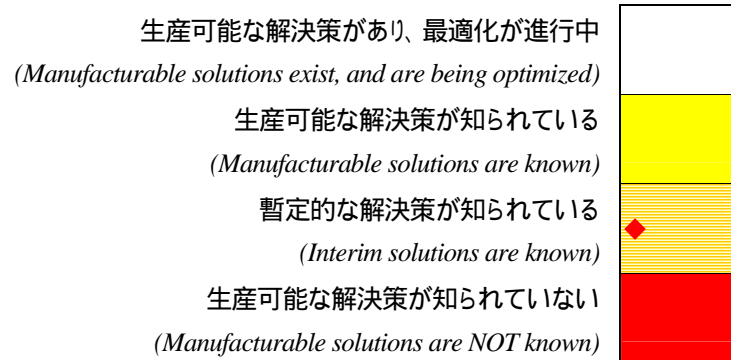 生産可能な解決策があり、最適化が進行中
(Manufacturable solutions exist, and are being optimized)
生産可能な解決策が知られている
(Manufacturable solutions are known)
暫定的な解決策が知られている
(Interim solutions are known)
生産可能な解決策が知られていない
(Manufacturable solutions are NOT known)